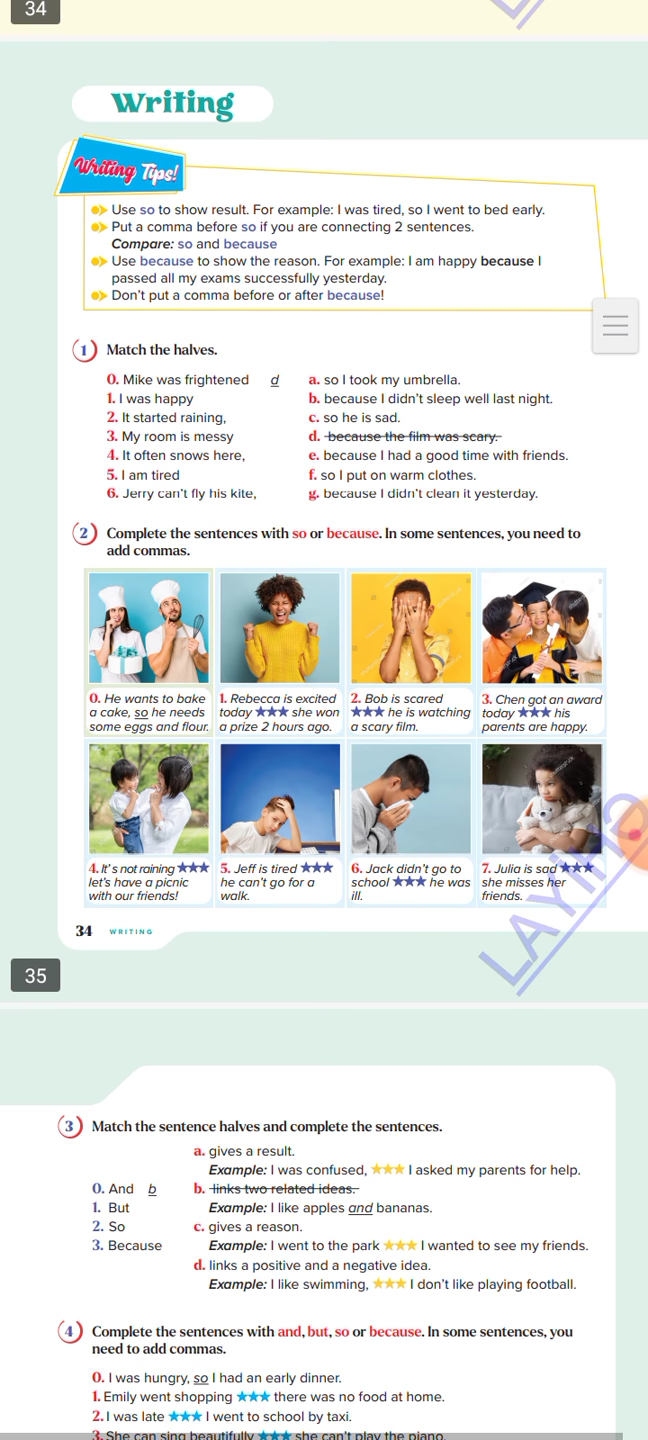 34
Writing
Writing Tips!
Use so to show result. For example: I was tired, so I went to bed early.
Put a comma before so if you are connecting 2 sentences.
Compare: so and because
Use because to show the reason. For example: I am happy because I
passed all my exams successfully yesterday.
Don't put a comma before or after because!
1 Match the halves.
0. Mike was frightened d
1. I was happy
2. It started raining,
3. My room is messy
4. It often snows here,
5. I am tired
6. Jerry can't fly his kite,
a. so I took my umbrella.
b. because I didn't sleep well last night.
c. so he is sad.
d. because the film was scary.
e. because I had a good time with friends.
f. so I put on warm clothes.
g. because I didn't clean it yesterday.
2 Complete the sentences with so or because. In some sentences, you need to
add commas.
0. He wants to bake
a cake, so he needs
some eggs and flour.
1. Rebecca is excited
today ★★★ she won
a prize 2 hours ago.
2. Bob is scared
★★★ he is watching
a scary film.
3. Chen got an award
today ★★★ his
parents are happy.
4. It's not raining ★★★
let's have a picnic
with our friends!
5. Jeff is tired ★★★
he can't go for a
walk.
6. Jack didn't go to
school ★★★ he was
ill.
7. Julia is sad ★★★
she misses her
friends.
34 WRITING
LAYİHƏ
35
3 Match the sentence halves and complete the sentences.
0. And b
1. But
2. So
3. Because
a. gives a result.
Example: I was confused, ★★★ I asked my parents for help.
b. links two related ideas.
Example: I like apples and bananas.
c. gives a reason.
Example: I went to the park ★★★ I wanted to see my friends.
d. links a positive and a negative idea.
Example: I like swimming, ★★★ I don't like playing football.
4 Complete the sentences with and, but, so or because. In some sentences, you
need to add commas.
0. I was hungry, so I had an early dinner.
1. Emily went shopping ★★★ there was no food at home.
2. I was late ★★★ I went to school by taxi.
3. She can sing beautifully ★★★ she can't play the piano.